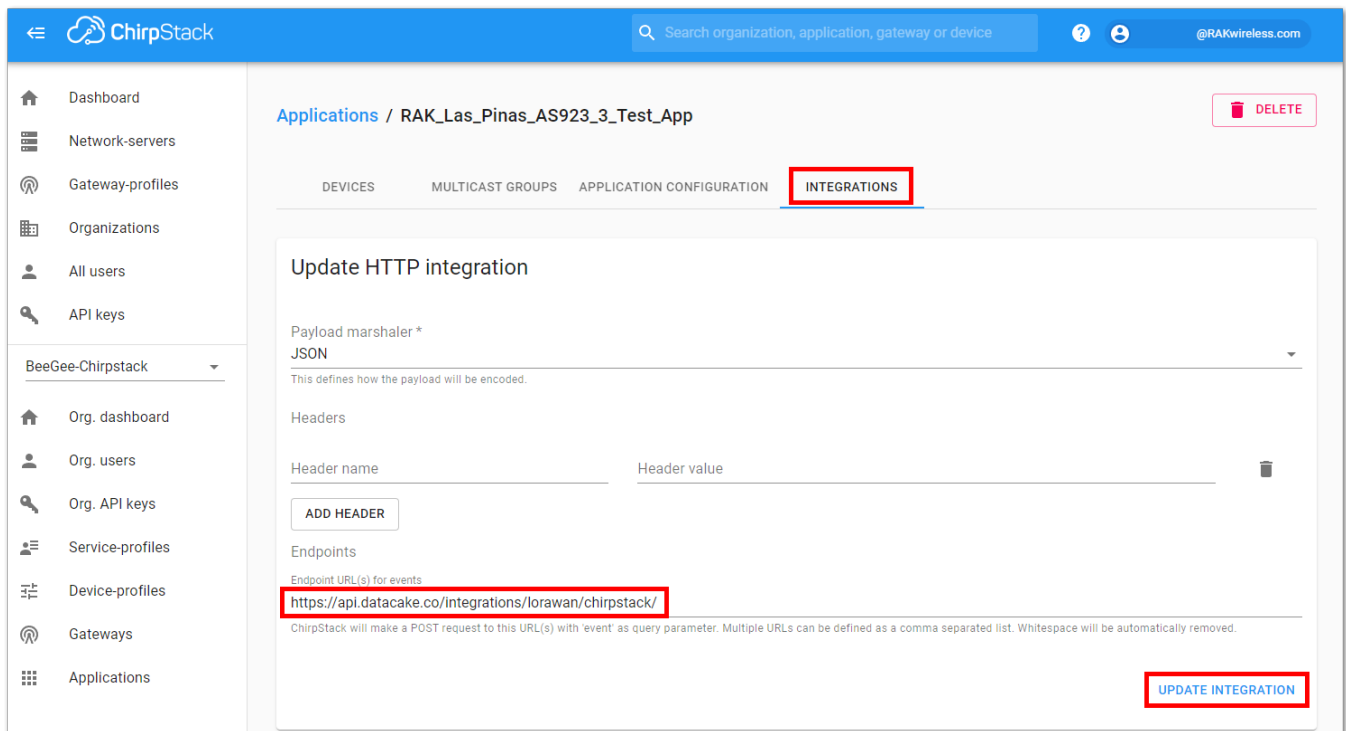 ChirpStack
Search organization, application, gateway or device
?
@RAKwireless.com
Dashboard
Network-servers
Gateway-profiles
Organizations
All users
API keys
BeeGee-Chirpstack
Org. dashboard
Org. users
Org. API keys
Service-profiles
Device-profiles
Gateways
Applications
Applications / RAK_Las_Pinas_AS923_3_Test_App
DELETE
DEVICES MULTICAST GROUPS APPLICATION CONFIGURATION INTEGRATIONS
Update HTTP integration
Payload marshaler *
JSON
This defines how the payload will be encoded.
Headers
Header name Header value
ADD HEADER
Endpoints
Endpoint URL(s) for events
https://api.datacake.co/integrations/lorawan/chirpstack/
ChirpStack will make a POST request to this URL(s) with 'event' as query parameter. Multiple URLs can be defined as a comma separated list. Whitespace will be automatically removed.
UPDATE INTEGRATION